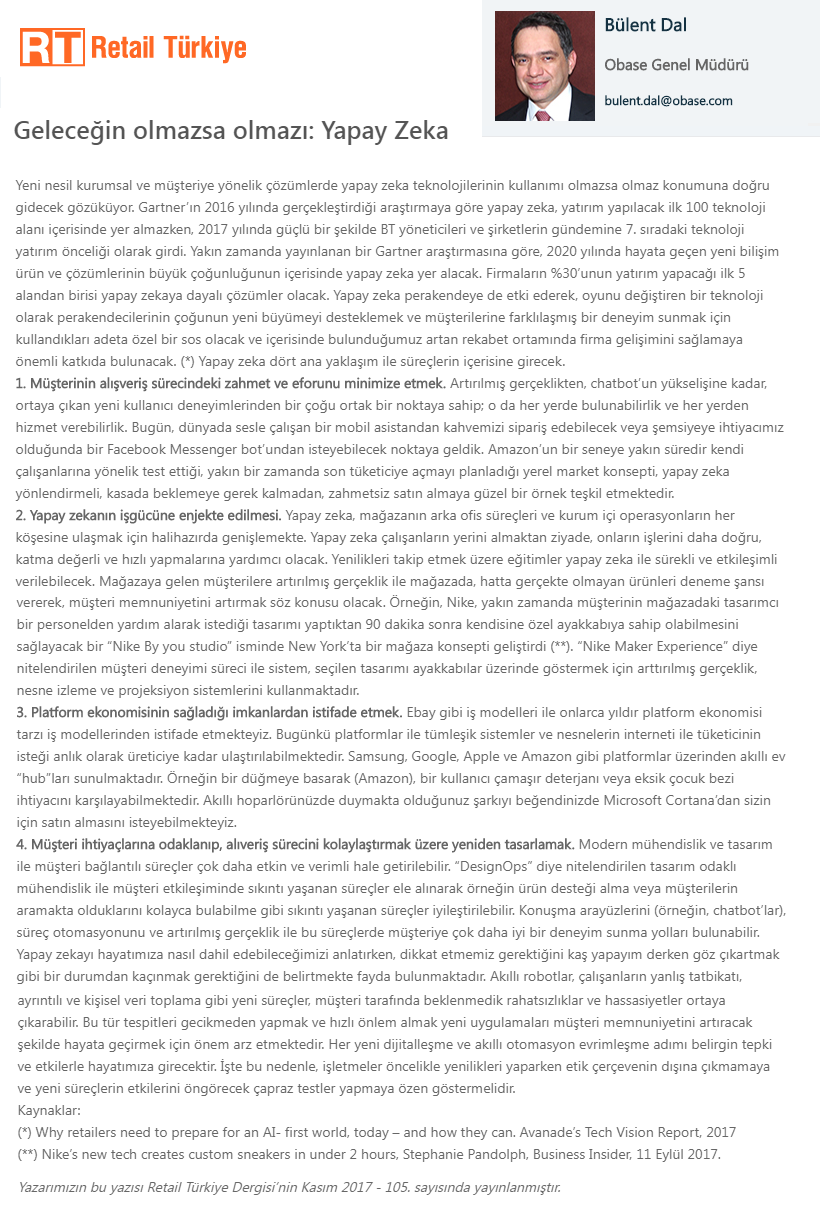 RT Retail Türkiye
Bülent Dal
Obase Genel Müdürü
bulent.dal@obase.com
Geleceğin olmazsa olmazı: Yapay Zeka
Yeni nesil kurumsal ve müşteriye yönelik çözümlerde yapay zeka teknolojilerinin kullanımı olmazsa olmaz konumuna doğru
gidecek gözüküyor. Gartner’ın 2016 yılında gerçekleştirdiği araştırmaya göre yapay zeka, yatırım yapılacak ilk 100 teknoloji
alanı içerisinde yer almazken, 2017 yılında güçlü bir şekilde BT yöneticileri ve şirketlerin gündemine 7. sıradaki teknoloji
yatırım önceliği olarak girdi. Yakın zamanda yayınlanan bir Gartner araştırmasına göre, 2020 yılında hayata geçen yeni bilişim
ürün ve çözümlerinin büyük çoğunluğunun içerisinde yapay zeka yer alacak. Firmaların %30’unun yatırım yapacağı ilk 5
alandan birisi yapay zekaya dayalı çözümler olacak. Yapay zeka perakendeye de etki ederek, oyunu değiştiren bir teknoloji
olarak perakendecilerinin çoğunun yeni büyümeyi desteklemek ve müşterilerine farklılaşmış bir deneyim sunmak için
kullandıkları adeta özel bir sos olacak ve içerisinde bulunduğumuz artan rekabet ortamında firma gelişimini sağlamaya
önemli katkıda bulunacak. (*) Yapay zeka dört ana yaklaşım ile süreçlerin içerisine girecek.
1. Müşterinin alışveriş sürecindeki zahmet ve eforunu minimize etmek. Artırılmış gerçeklikten, chatbot’un yükselişine kadar,
ortaya çıkan yeni kullanıcı deneyimlerinden bir çoğu ortak bir noktaya sahip; o da her yerde bulunabilirlik ve her yerden
hizmet verebilirlik. Bugün, dünyada sesle çalışan bir mobil asistandan kahvemizi sipariş edebilecek veya şemsiyeye ihtiyacımız
olduğunda bir Facebook Messenger bot’undan isteyebilecek noktaya geldik. Amazon’un bir seneye yakın süredir kendi
çalışanlarına yönelik test ettiği, yakın bir zamanda son tüketiciye açmayı planladığı yerel market konsepti, yapay zeka
yönlendirmeli, kasada beklemeye gerek kalmadan, zahmetsiz satın almaya güzel bir örnek teşkil etmektedir.
2. Yapay zekanın işgücüne enjekte edilmesi. Yapay zeka, mağazanın arka ofis süreçleri ve kurum içi operasyonların her
köşesine ulaşmak için halihazırda genişlemekte. Yapay zeka çalışanların yerini almaktan ziyade, onların işlerini daha doğru,
katma değerli ve hızlı yapmalarına yardımcı olacak. Yenilikleri takip etmek üzere eğitimler yapay zeka ile sürekli ve etkileşimli
verilebilecek. Mağazaya gelen müşterilere artırılmış gerçeklik ile mağazada, hatta gerçekte olmayan ürünleri deneme şansı
vererek, müşteri memnuniyetini artırmak söz konusu olacak. Örneğin, Nike, yakın zamanda müşterinin mağazadaki tasarımcı
bir personelden yardım alarak istediği tasarımı yaptıktan 90 dakika sonra kendisine özel ayakkabıya sahip olabilmesini
sağlayacak bir “Nike By you studio” isminde New York’ta bir mağaza konsepti geliştirdi (**). “Nike Maker Experience” diye
nitelendirilen müşteri deneyimi süreci ile sistem, seçilen tasarımı ayakkabılar üzerinde göstermek için arttırılmış gerçeklik,
nesne izleme ve projeksiyon sistemlerini kullanmaktadır.
3. Platform ekonomisinin sağladığı imkanlardan istifade etmek. Ebay gibi iş modelleri ile onlarca yıldır platform ekonomisi
tarzı iş modellerinden istifade etmekteyiz. Bugünkü platformlar ile tümleşik sistemler ve nesnelerin interneti ile tüketicinin
isteği anlık olarak üreticiye kadar ulaştırılabilmektedir. Samsung, Google, Apple ve Amazon gibi platformlar üzerinden akıllı ev
“hub”ları sunulmaktadır. Örneğin bir düğmeye basarak (Amazon), bir kullanıcı çamaşır deterjanı veya eksik çocuk bezi
ihtiyacını karşılayabilmektedir. Akıllı hoparlörünüzde duymakta olduğunuz şarkıyı beğendinizde Microsoft Cortana’dan sizin
için satın almasını isteyebilmekteyiz.
4. Müşteri ihtiyaçlarına odaklanıp, alıveriş sürecini kolaylaştırmak üzere yeniden tasarlamak. Modern mühendislik ve tasarım
ile müşteri bağlantılı süreçler çok daha etkin ve verimli hale getirilebilir. “DesignOps” diye nitelendirilen tasarım odaklı
mühendislik ile müşteri etkileşiminde sıkıntı yaşanan süreçler ele alınarak örneğin ürün desteği alma veya müşterilerin
aramakta olduklarını kolayca bulabilme gibi sıkıntı yaşanan süreçler iyileştirilebilir. Konuşma arayüzlerini (örneğin, chatbot’lar),
süreç otomasyonunu ve artırılmış gerçeklik ile bu süreçlerde müşteriye çok daha iyi bir deneyim sunma yolları bulunabilir.
Yapay zekayı hayatımıza nasıl dahil edebileceğimizi anlatırken, dikkat etmemiz gerektiğini kaş yapayım derken göz çıkartmak
gibi bir durumdan kaçınmak gerektiğini de belirtmekte fayda bulunmaktadır. Akıllı robotlar, çalışanların yanlış tatbikatı,
ayrıntılı ve kişisel veri toplama gibi yeni süreçler, müşteri tarafında beklenmedik rahatsızlıklar ve hassasiyetler ortaya
çıkarabilir. Bu tür tespitleri gecikmeden yapmak ve hızlı önlem almak yeni uygulamaları müşteri memnuniyetini artıracak
şekilde hayata geçirmek için önem arz etmektedir. Her yeni dijitalleşme ve akıllı otomasyon evrimleşme adımı belirgin tepki
ve etkilerle hayatımıza girecektir. İşte bu nedenle, işletmeler öncelikle yenilikleri yaparken etik çerçevenin dışına çıkmamaya
ve yeni süreçlerin etkilerini öngörecek çapraz testler yapmaya özen göstermelidir.
Kaynaklar:
(*) Why retailers need to prepare for an AI- first world, today – and how they can. Avanade’s Tech Vision Report, 2017
(**) Nike’s new tech creates custom sneakers in under 2 hours, Stephanie Pandolph, Business Insider, 11 Eylül 2017.
Yazarımızın bu yazısı Retail Türkiye Dergisi’nin Kasım 2017 - 105. sayısında yayınlanmıştır.